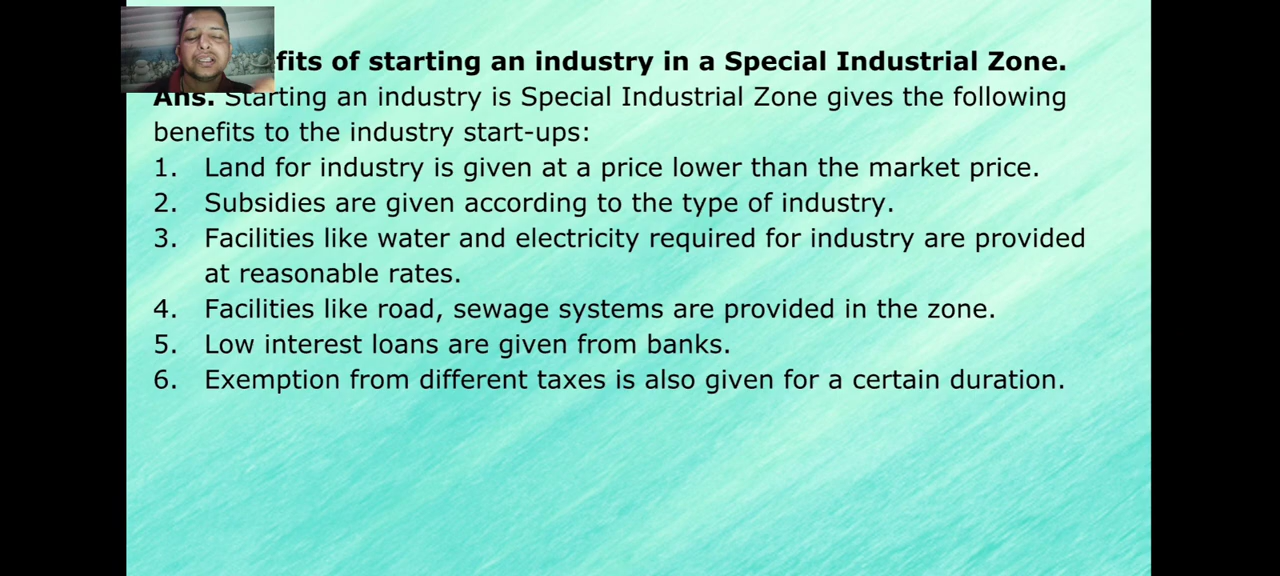 fits of starting an industry in a Special Industrial Zone.
Ans. Starting an industry is Special Industrial Zone gives the following
benefits to the industry start-ups:
1. Land for industry is given at a price lower than the market price.
2. Subsidies are given according to the type of industry.
3. Facilities like water and electricity required for industry are provided
at reasonable rates.
4. Facilities like road, sewage systems are provided in the zone.
5. Low interest loans are given from banks.
6. Exemption from different taxes is also given for a certain duration.